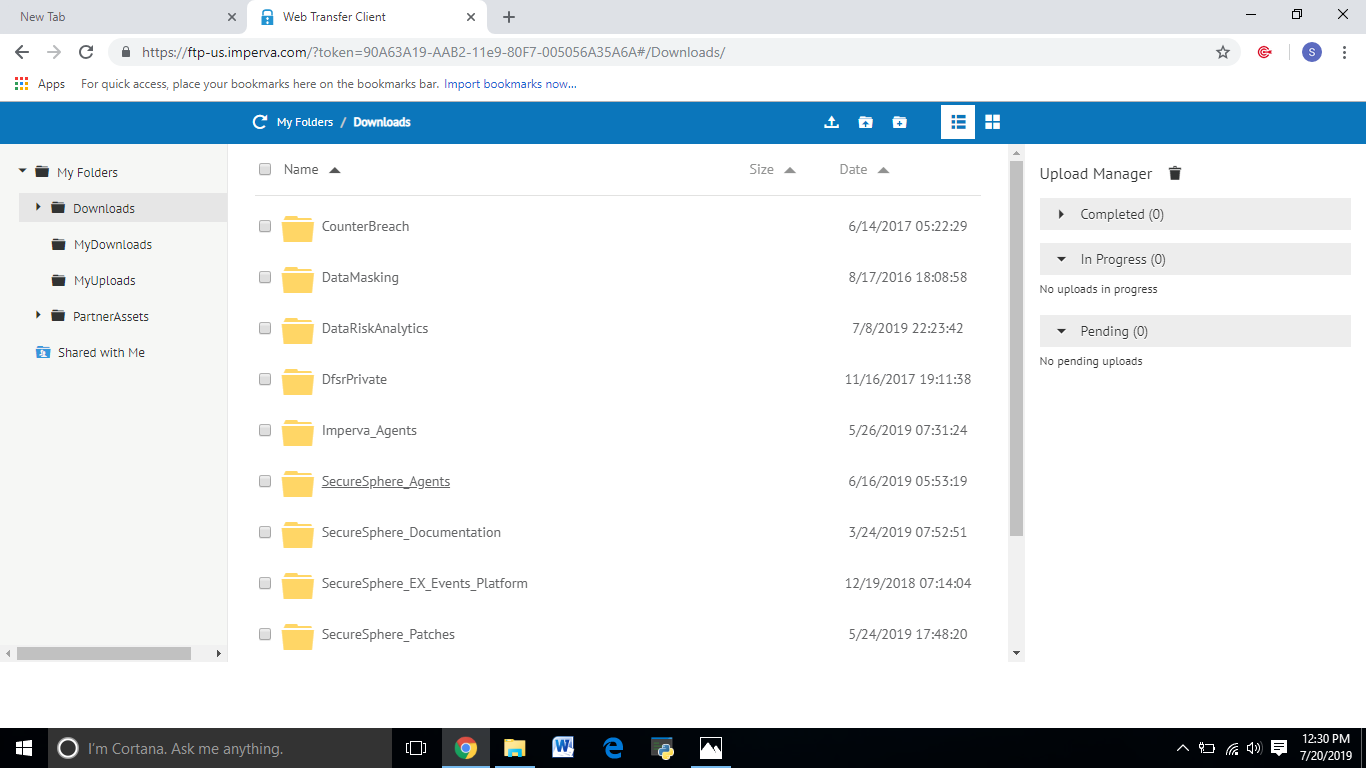 New Tab
Web Transfer Client
https://ftp-us.imperva.com/?token=90A63A19-AAB2-11e9-80F7-005056A35A6A#/Downloads/
S
Apps For quick access, place your bookmarks here on the bookmarks bar. Import bookmarks now...
My Folders / Downloads
My Folders
Downloads
MyDownloads
MyUploads
PartnerAssets
Shared with Me
Name Size Date
CounterBreach 6/14/2017 05:22:29
DataMasking 8/17/2016 18:08:58
DataRiskAnalytics 7/8/2019 22:23:42
DfsrPrivate 11/16/2017 19:11:38
Imperva_Agents 5/26/2019 07:31:24
SecureSphere_Agents 6/16/2019 05:53:19
SecureSphere_Documentation 3/24/2019 07:52:51
SecureSphere_EX_Events_Platform 12/19/2018 07:14:04
SecureSphere_Patches 5/24/2019 17:48:20
Upload Manager
Completed (0)
In Progress (0)
No uploads in progress
Pending (0)
No pending uploads
I'm Cortana. Ask me anything.
12:30 PM
7/20/2019